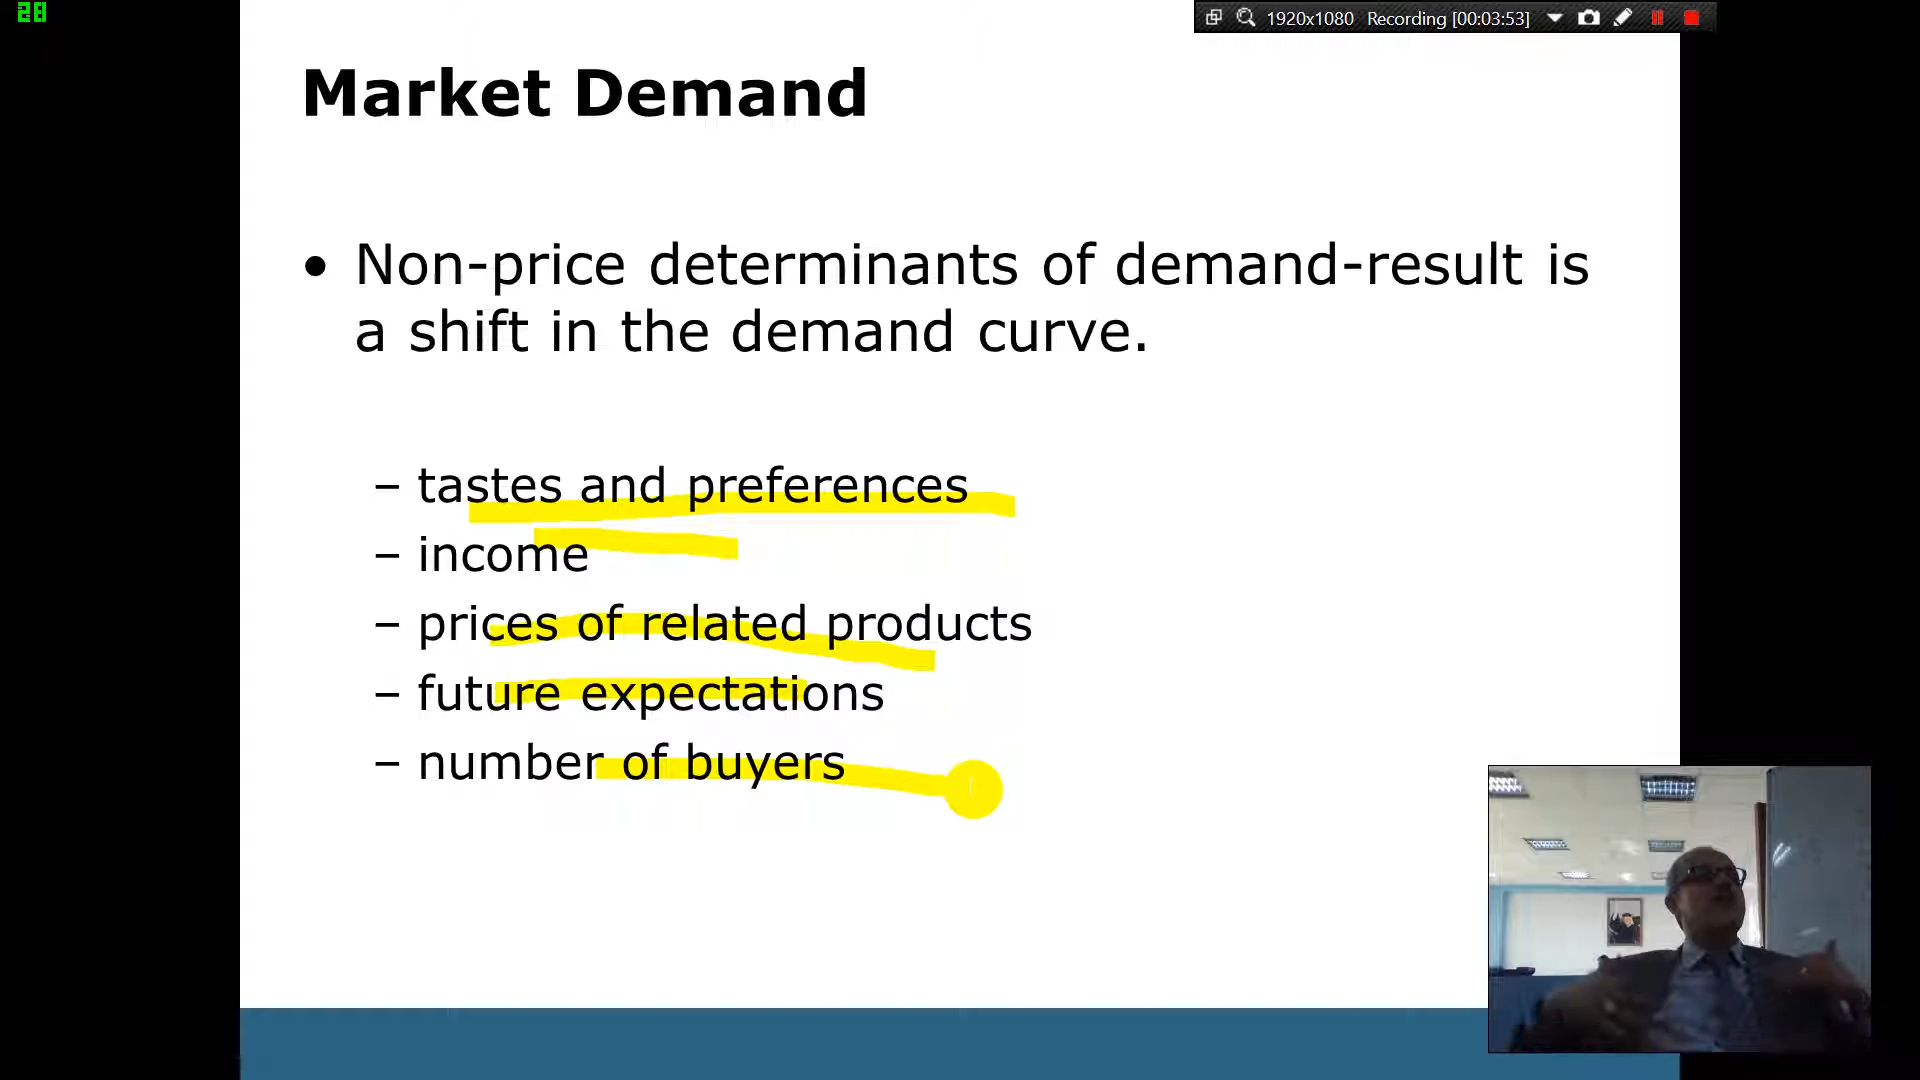 28
1920x1080 Recording [00:03:53]
Market Demand
• Non-price determinants of demand-result is
a shift in the demand curve.
– tastes and preferences
– income
– prices of related products
– future expectations
– number of buyers